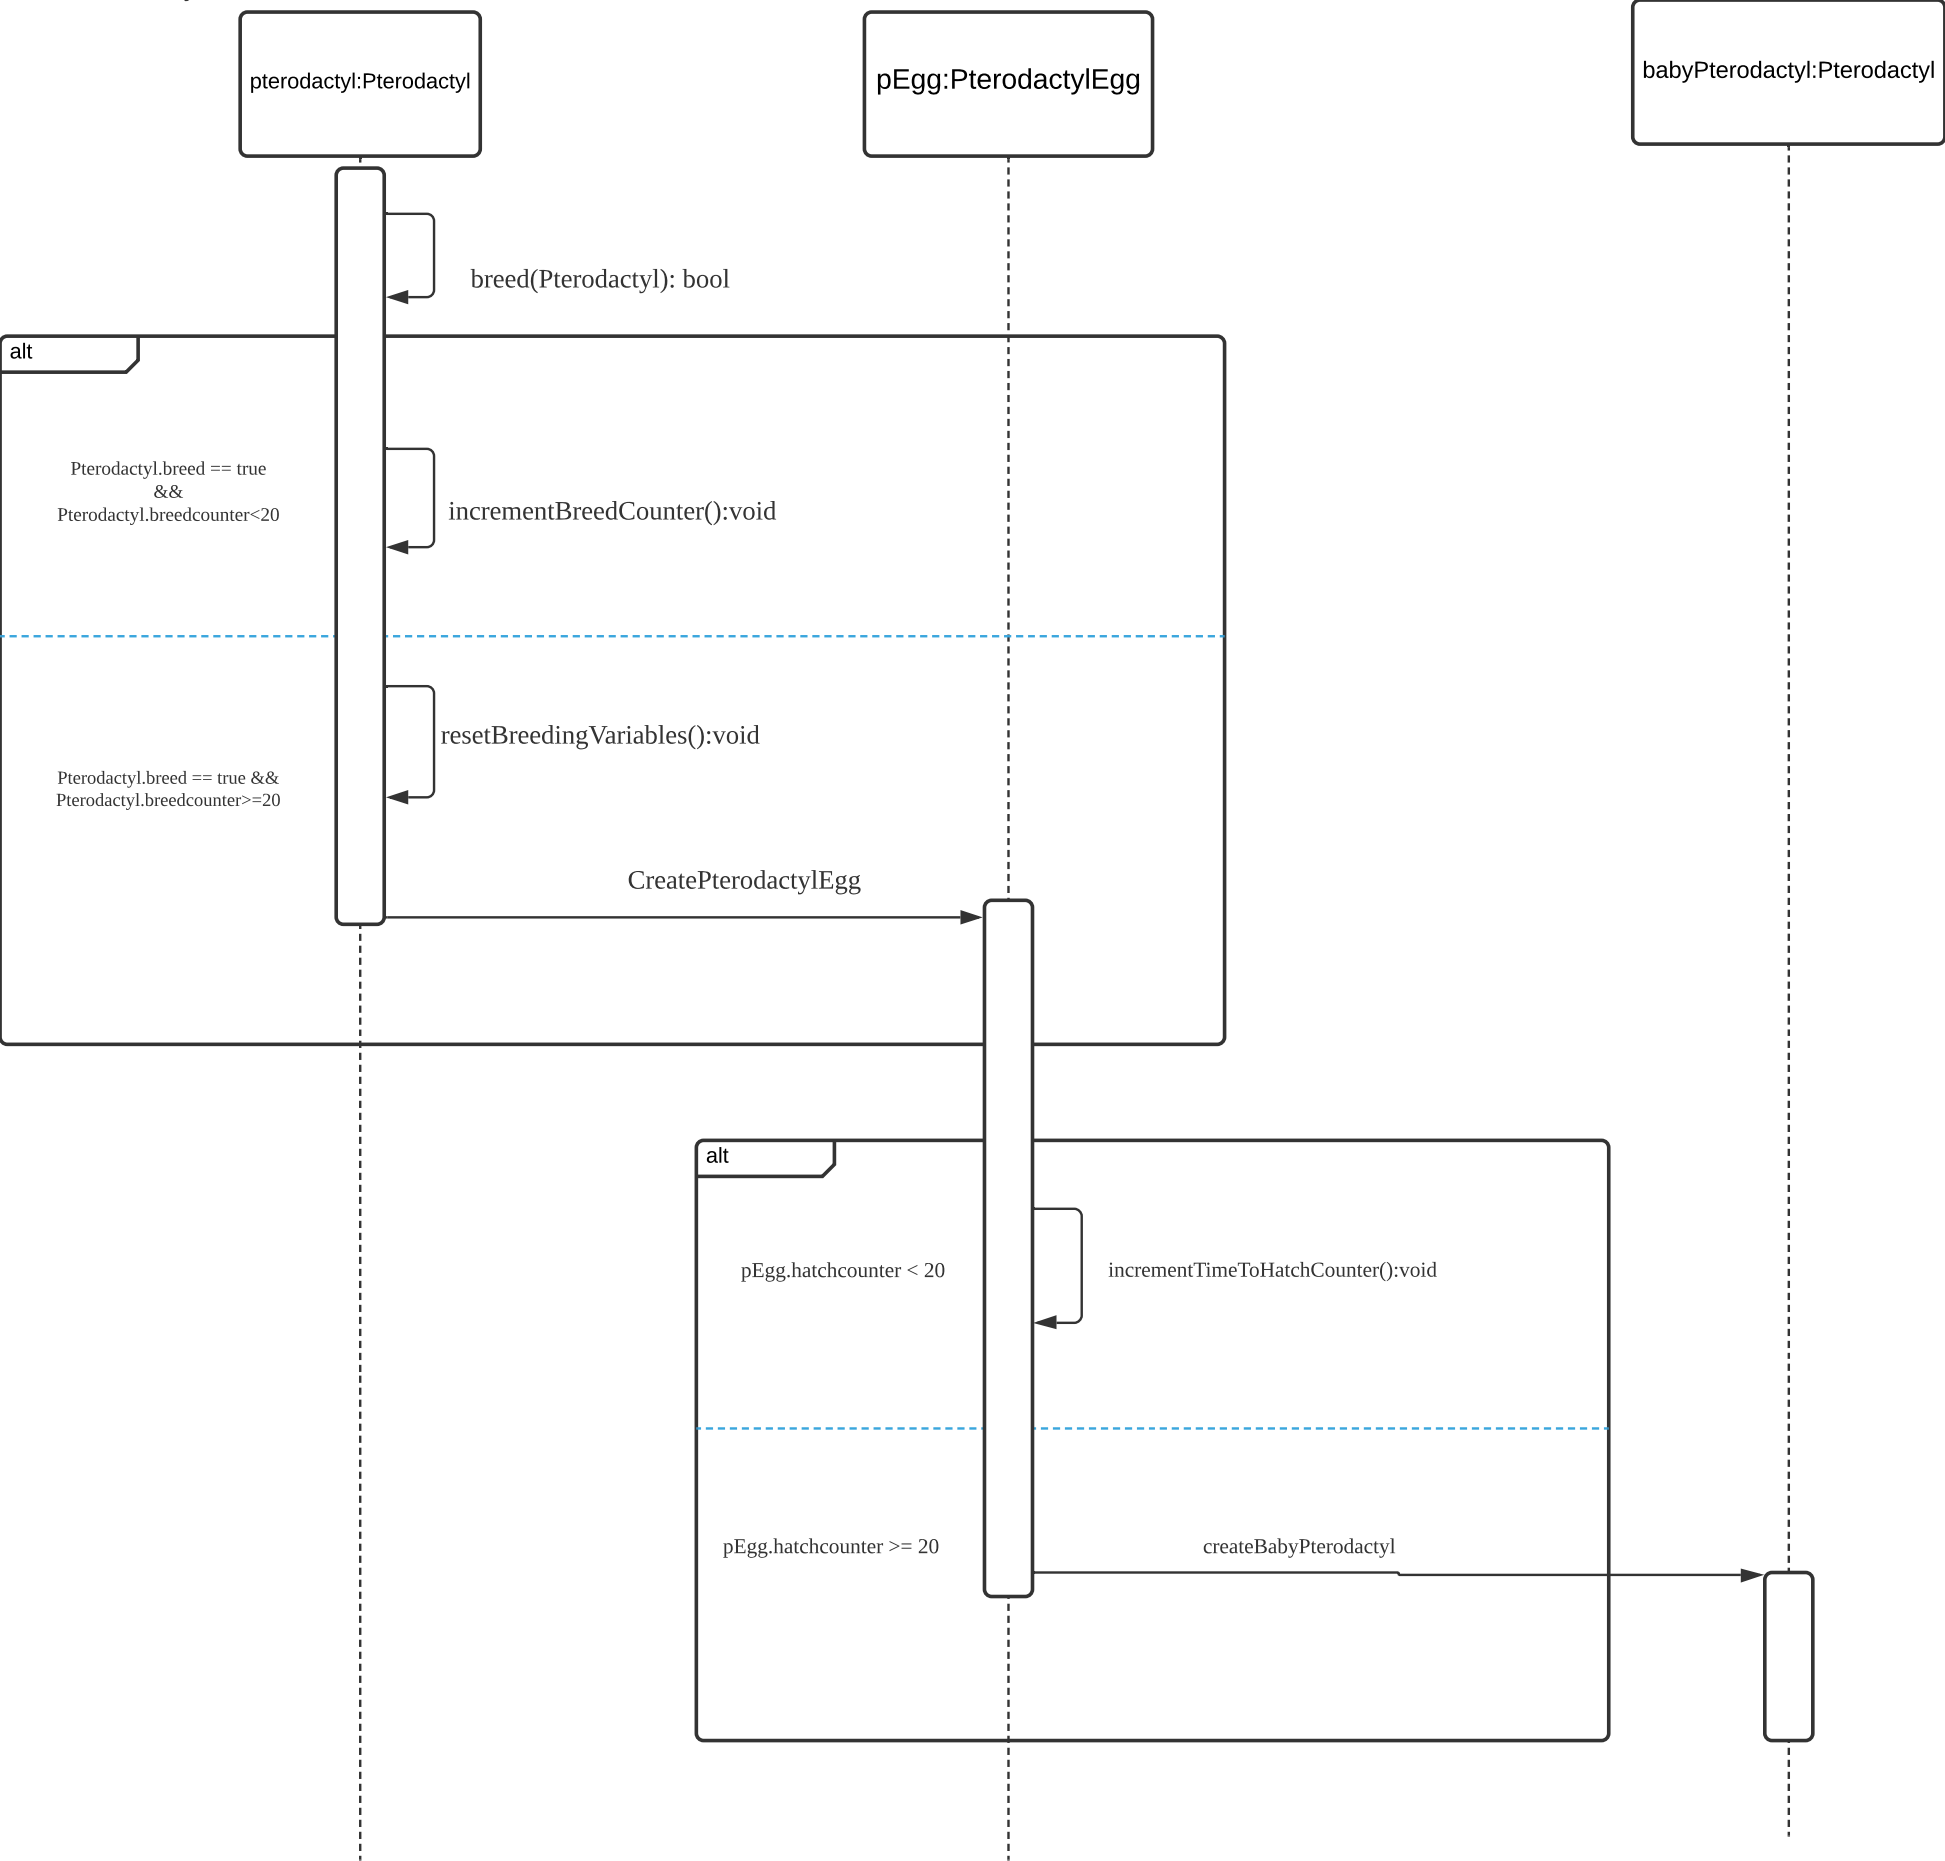 pterodactyl:Pterodactyl
pEgg:PterodactylEgg
babyPterodactyl:Pterodactyl
breed(Pterodactyl): bool
alt
Pterodactyl.breed == true
&&
Pterodactyl.breedcounter<20
incrementBreedCounter():void
resetBreedingVariables():void
Pterodactyl.breed == true &&
Pterodactyl.breedcounter>=20
CreatePterodactylEgg
alt
pEgg.hatchcounter < 20
incrementTimeToHatchCounter():void
pEgg.hatchcounter >= 20
createBabyPterodactyl